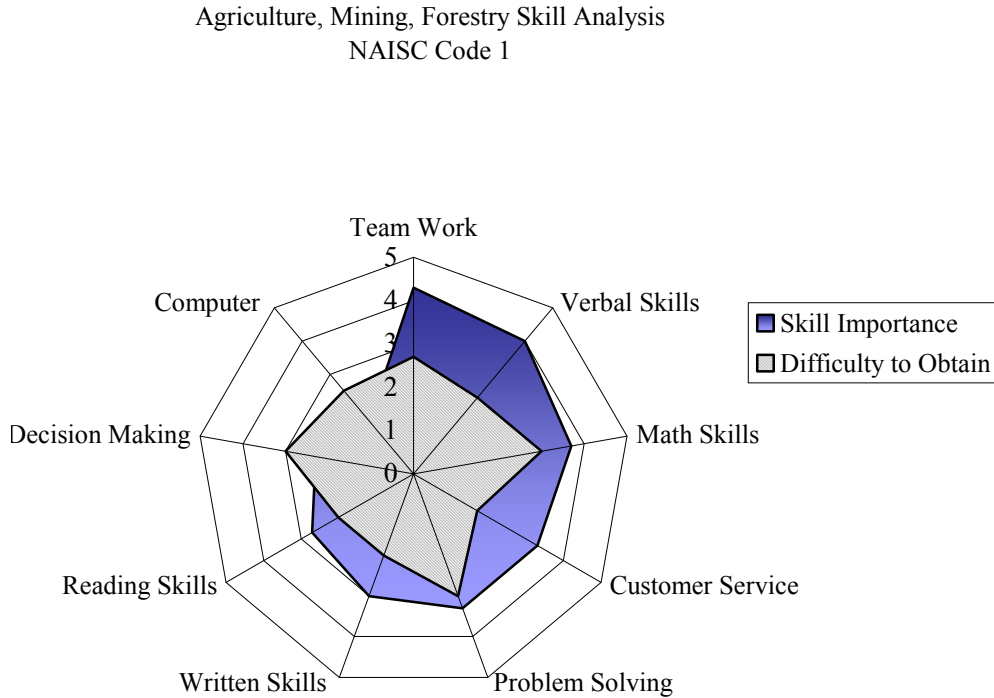 Agriculture, Mining, Forestry Skill Analysis
NAISC Code 1
Team Work
5
Computer
4
Verbal Skills
3
Skill Importance
2
Difficulty to Obtain
Decision Making
1
Math Skills
0
Reading Skills
Customer Service
Written Skills
Problem Solving